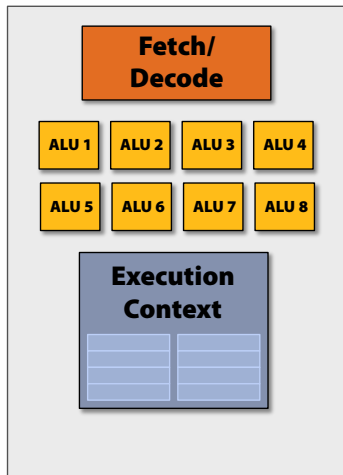 Fetch/
Decode
ALU 1 ALU 2 ALU 3 ALU 4
ALU 5 ALU 6 ALU 7 ALU 8
Execution
Context